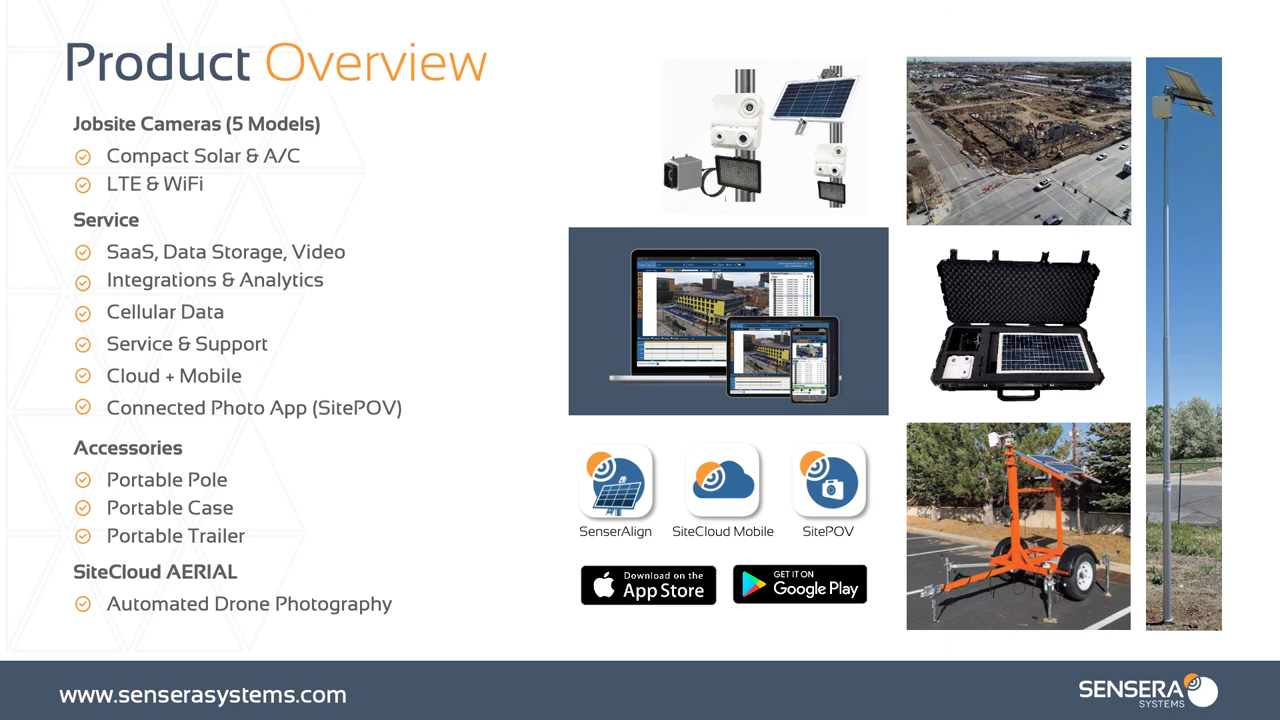 Product Overview
Jobsite Cameras (5 Models)
Compact Solar & A/C
LTE & WiFi
Service
SaaS, Data Storage, Video
Integrations & Analytics
Cellular Data
Service & Support
Cloud + Mobile
Connected Photo App (SitePOV)
Accessories
Portable Pole
Portable Case
Portable Trailer
SiteCloud AERIAL
Automated Drone Photography
SenserAlign
SiteCloud Mobile
SitePOV
Download on the
App Store
GET IT ON
Google Play
www.senserasystems.com
SENSERA
SYSTEMS